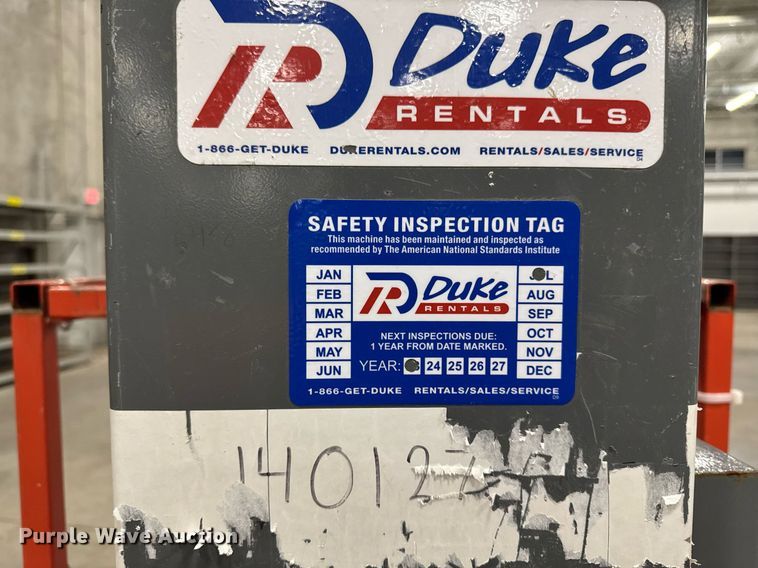 Duke
RENTALS
1-866-GET-DUKE DUKERENTALS.COM RENTALS/SALES/SERVICE
SAFETY INSPECTION TAG
This machine has been maintained and inspected as
recommended by The American National Standards Institute
JAN
FEB
MAR
APR
MAY
JUN
Duke
RENTALS
NEXT INSPECTIONS DUE:
1 YEAR FROM DATE MARKED.
YEAR: 24 25 26 27
AUG
SEP
OCT
NOV
DEC
1-866-GET-DUKE RENTALS/SALES/SERVICE
140127
Purple Wave Auction